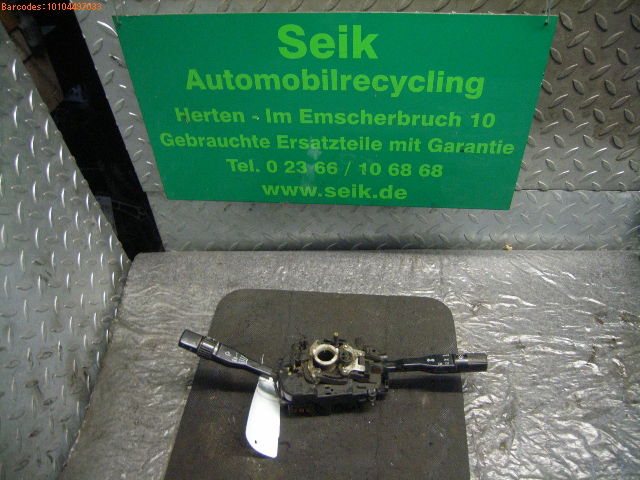 Barcodes:10104437033
Seik
Automobilrecycling
Herten - Im Emscherbruch 10
Gebrauchte Ersatzteile mit Garantie
Tel. 0 23 66 / 10 68 68
www.seik.de